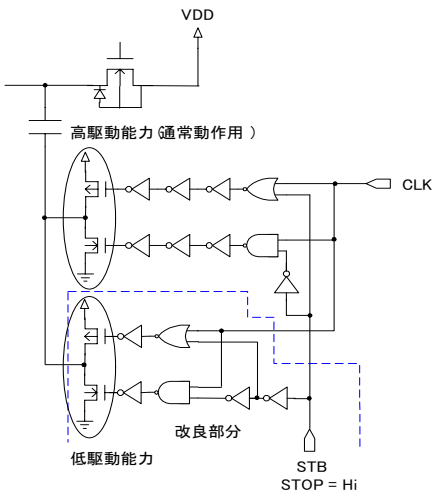 VDD
高駆動能力(通常動作用 )
CLK
改良部分
低駆動能力
STB
STOP = Hi